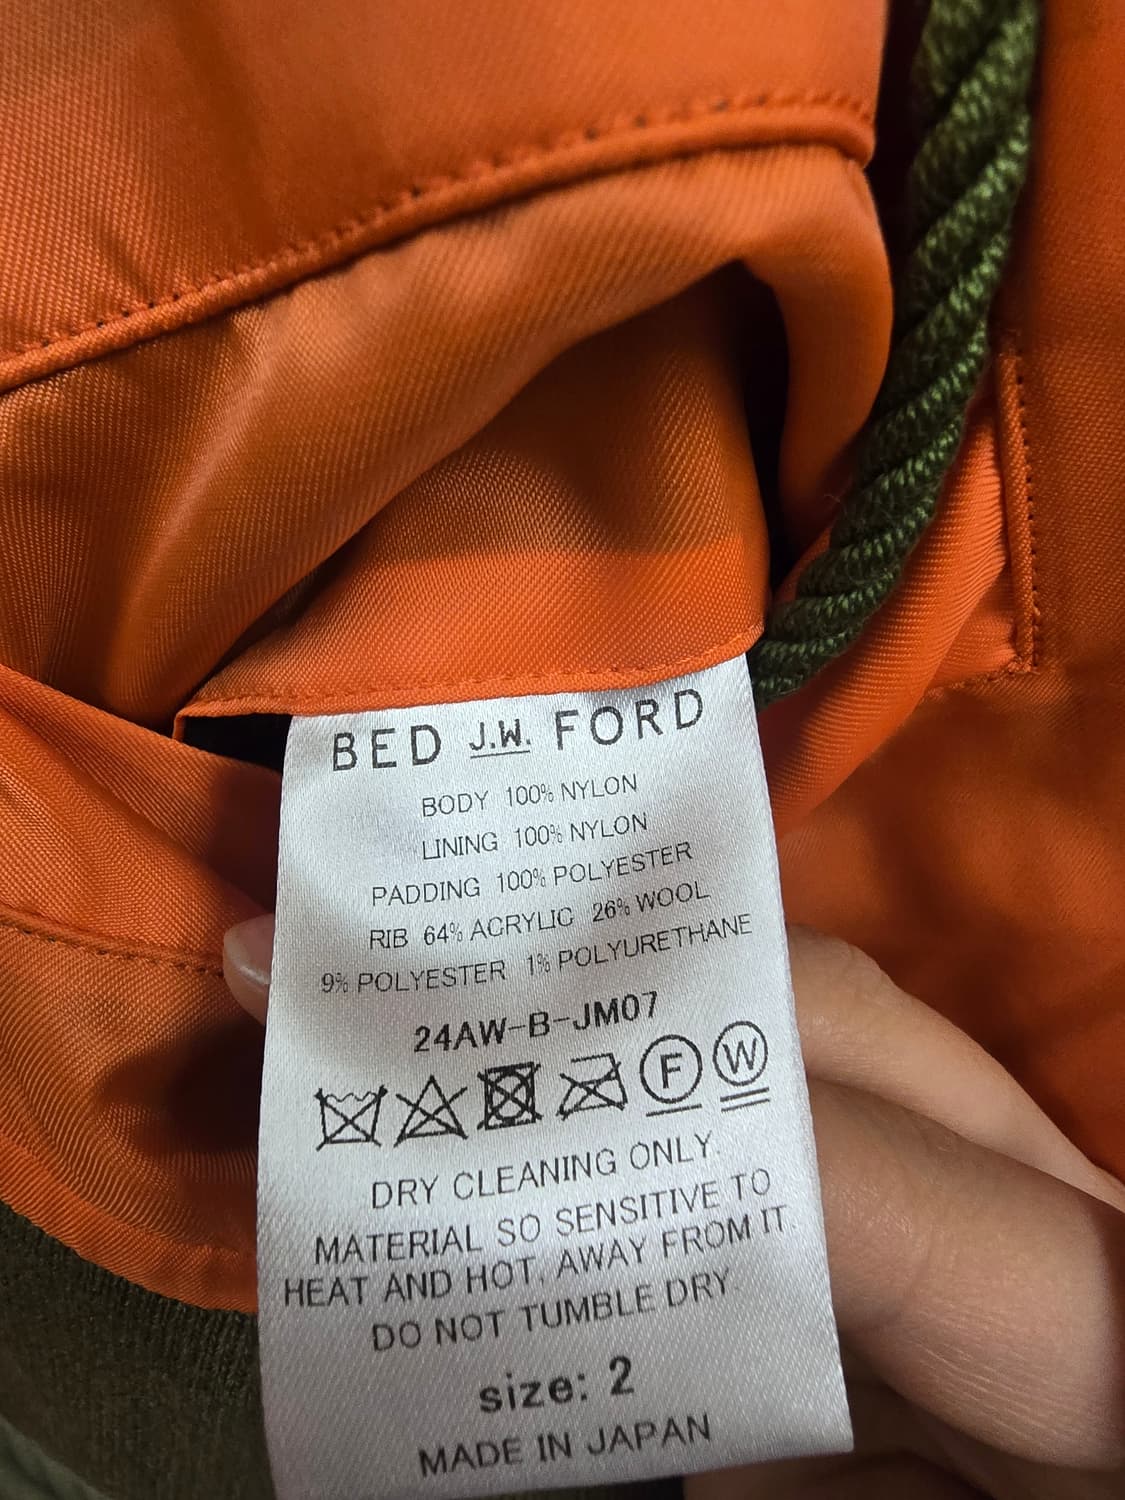 BED J.W. FORD
BODY 100% NYLON
LINING 100% NYLON
PADDING 100% POLYESTER
RIB 64% ACRYLIC 26% WOOL
9% POLYESTER 1% POLYURETHANE
24AW-B-JM07
F W
DRY CLEANING ONLY.
MATERIAL SO SENSITIVE TO
HEAT AND HOT, AWAY FROM IT.
DO NOT TUMBLE DRY.
size: 2
MADE IN JAPAN